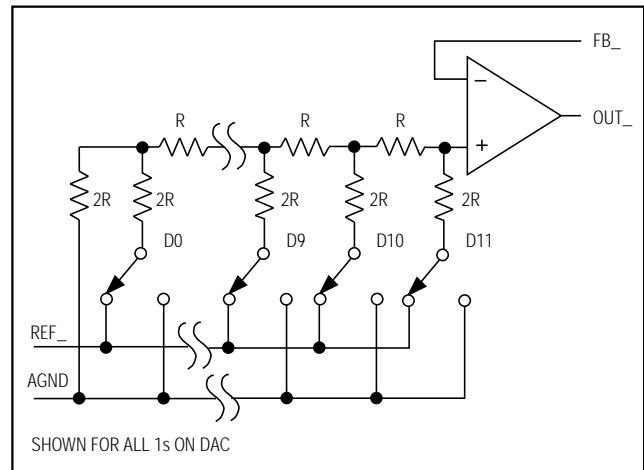 FB_
R R R
OUT_
− +
2R 2R 2R 2R 2R
D0 D9 D10 D11
REF_
AGND
SHOWN FOR ALL 1s ON DAC